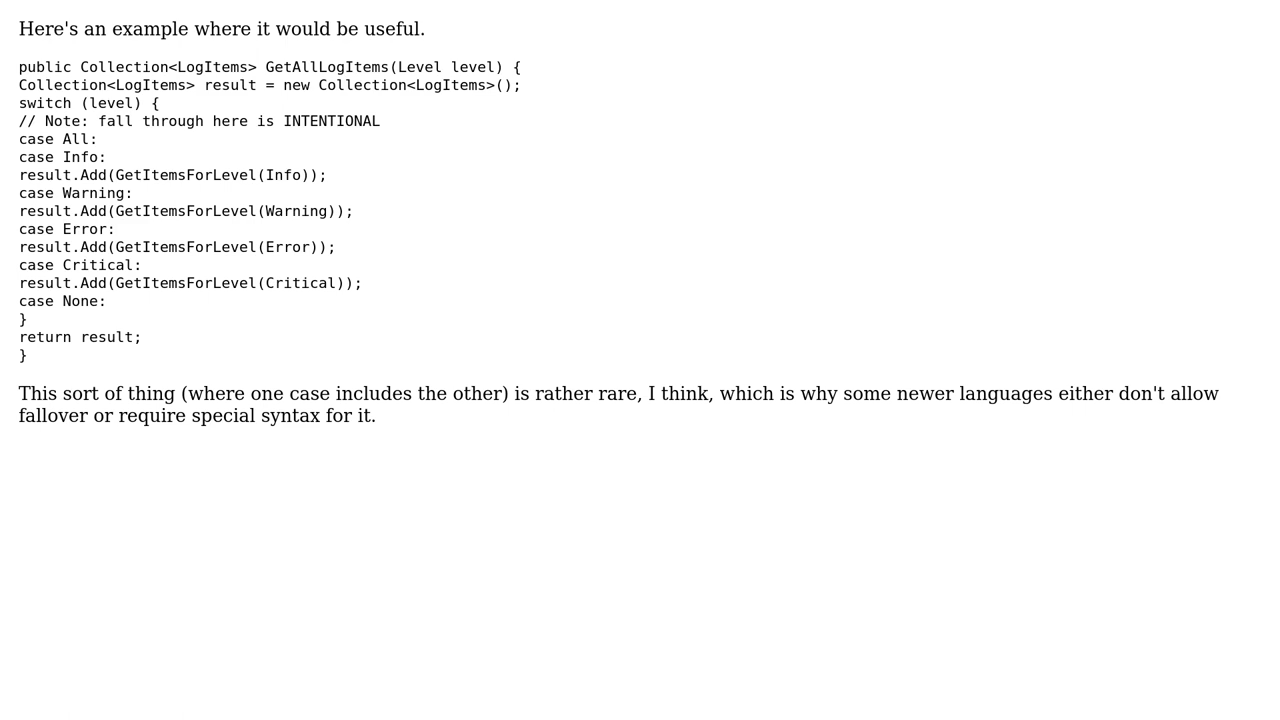 Here's an example where it would be useful.
public Collection<LogItems> GetAllLogItems(Level level) {
Collection<LogItems> result = new Collection<LogItems>();
switch (level) {
// Note: fall through here is INTENTIONAL
case All:
case Info:
result.Add(GetItemsForLevel(Info));
case Warning:
result.Add(GetItemsForLevel(Warning));
case Error:
result.Add(GetItemsForLevel(Error));
case Critical:
result.Add(GetItemsForLevel(Critical));
case None:
}
return result;
}
This sort of thing (where one case includes the other) is rather rare, I think, which is why some newer languages either don't allow
fallover or require special syntax for it.